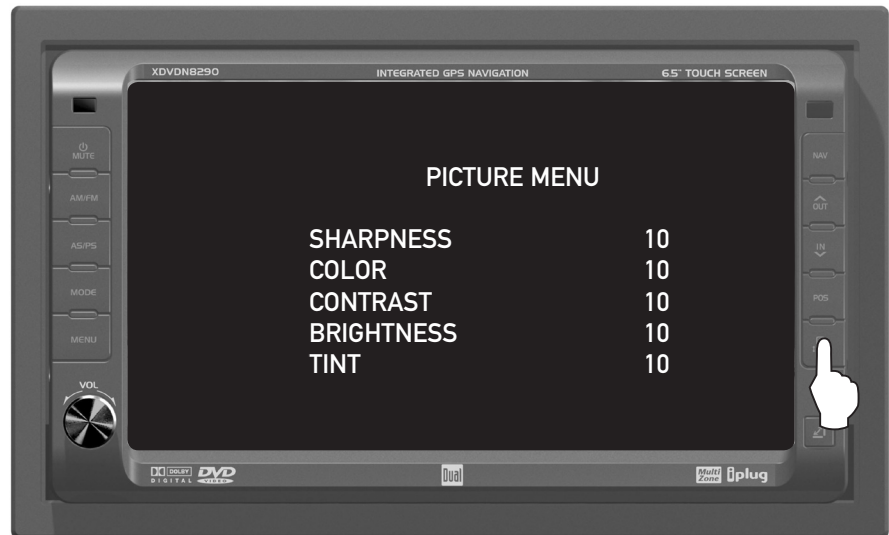 XDVDN8290 INTEGRATED GPS NAVIGATION 6.5" TOUCH SCREEN
MUTE
AM/FM
AS/PS
MODE
MENU
VOL
PICTURE MENU
SHARPNESS 10
COLOR 10
CONTRAST 10
BRIGHTNESS 10
TINT 10
NAV
OUT
IN
POS
DOLBY
DIGITAL
DVD
VIDEO
Dual
Multi
Zone
iplug